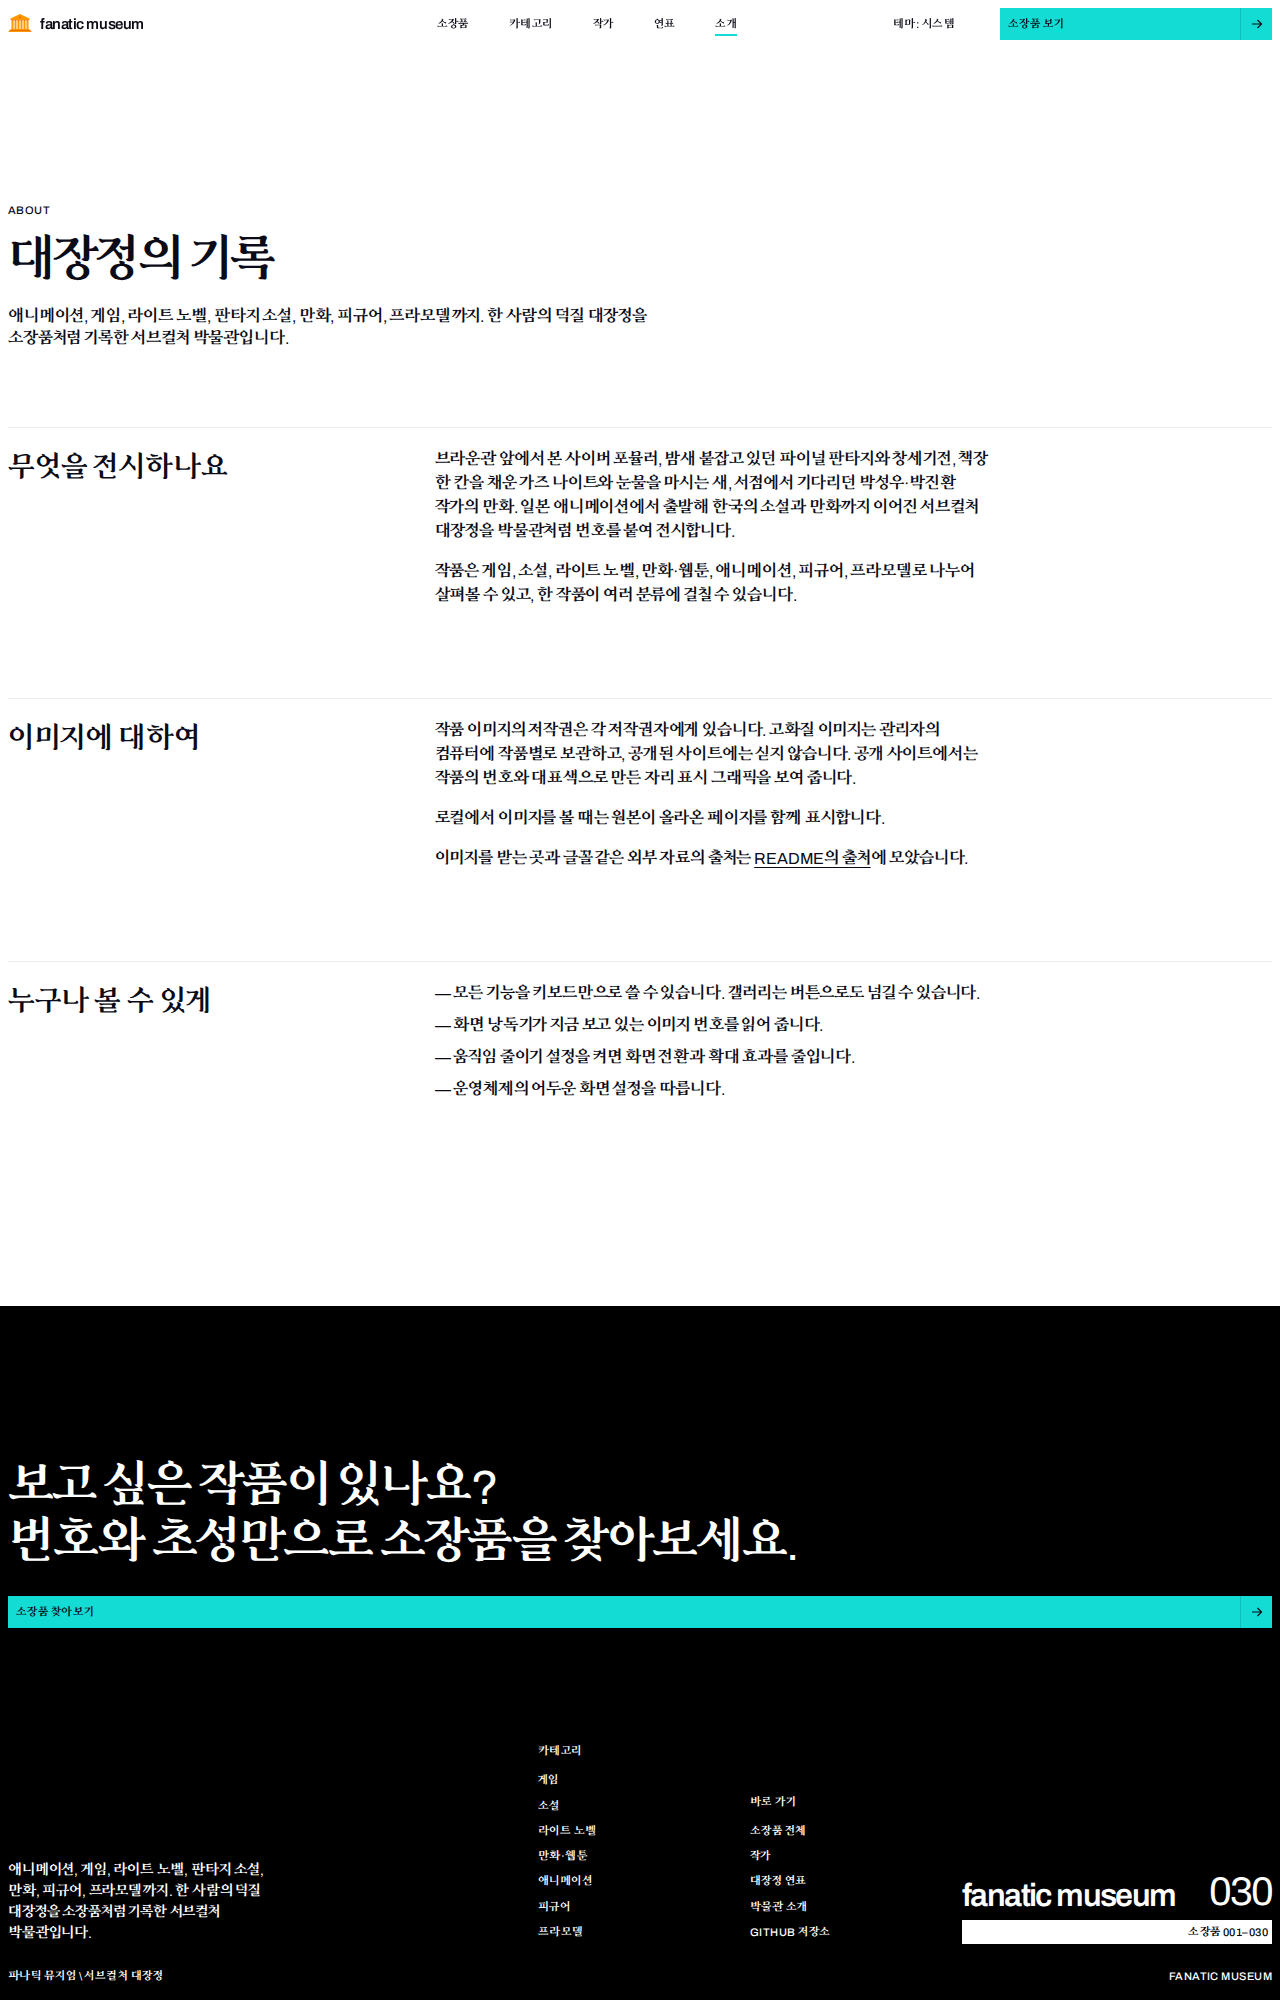 fanatic museum
소장품 카테고리 작가 연표 소개
테마: 시스템
소장품 보기
ABOUT
대장정의 기록
애니메이션, 게임, 라이트 노벨, 판타지 소설, 만화, 피규어, 프라모델까지. 한 사람의 덕질 대장정을
소장품처럼 기록한 서브컬처 박물관입니다.
무엇을 전시하나요
브라운관 앞에서 본 사이버 포뮬러, 밤새 붙잡고 있던 파이널 판타지와 창세기전, 책장
한 칸을 채운 가즈 나이트와 눈물을 마시는 새, 서점에서 기다리던 박성우·박진환
작가의 만화. 일본 애니메이션에서 출발해 한국의 소설과 만화까지 이어진 서브컬처
대장정을 박물관처럼 번호를 붙여 전시합니다.
작품은 게임, 소설, 라이트 노벨, 만화·웹툰, 애니메이션, 피규어, 프라모델로 나누어
살펴볼 수 있고, 한 작품이 여러 분류에 걸칠 수 있습니다.
이미지에 대하여
작품 이미지의 저작권은 각 저작권자에게 있습니다. 고화질 이미지는 관리자의
컴퓨터에 작품별로 보관하고, 공개된 사이트에는 싣지 않습니다. 공개 사이트에서는
작품의 번호와 대표색으로 만든 자리 표시 그래픽을 보여 줍니다.
로컬에서 이미지를 볼 때는 원본이 올라온 페이지를 함께 표시합니다.
이미지를 받는 곳과 글꼴 같은 외부 자료의 출처는 README의 출처에 모았습니다.
누구나 볼 수 있게
— 모든 기능을 키보드만으로 쓸 수 있습니다. 갤러리는 버튼으로도 넘길 수 있습니다.
— 화면 낭독기가 지금 보고 있는 이미지 번호를 읽어 줍니다.
— 움직임 줄이기 설정을 켜면 화면 전환과 확대 효과를 줄입니다.
— 운영체제의 어두운 화면 설정을 따릅니다.
보고 싶은 작품이 있나요?
번호와 초성만으로 소장품을 찾아보세요.
소장품 찾아보기
애니메이션, 게임, 라이트 노벨, 판타지 소설,
만화, 피규어, 프라모델까지. 한 사람의 덕질
대장정을 소장품처럼 기록한 서브컬처
박물관입니다.
카테고리
게임
소설
라이트 노벨
만화·웹툰
애니메이션
피규어
프라모델
바로 가기
소장품 전체
작가
대장정 연표
박물관 소개
GITHUB 저장소
fanatic museum 030
소장품 001–030
파나틱 뮤지엄 \ 서브컬처 대장정
FANATIC MUSEUM